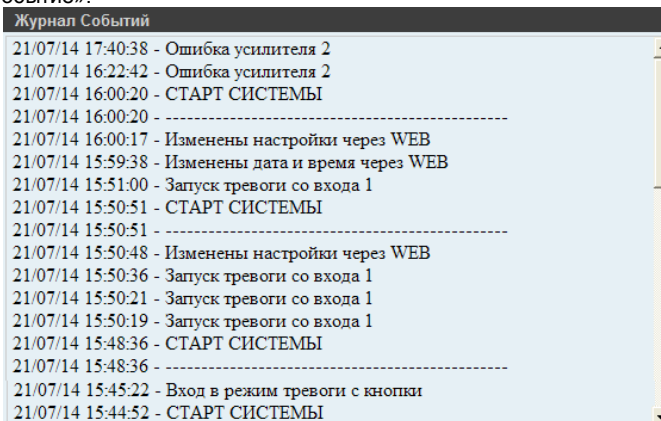 событие».
Журнал Событий
21/07/14 17:40:38 - Ошибка усилителя 2
21/07/14 16:22:42 - Ошибка усилителя 2
21/07/14 16:00:20 - СТАРТ СИСТЕМЫ
21/07/14 16:00:20 - ------------------------------------------------
21/07/14 16:00:17 - Изменены настройки через WEB
21/07/14 15:59:38 - Изменены дата и время через WEB
21/07/14 15:51:00 - Запуск тревоги со входа 1
21/07/14 15:50:51 - СТАРТ СИСТЕМЫ
21/07/14 15:50:51 - ------------------------------------------------
21/07/14 15:50:48 - Изменены настройки через WEB
21/07/14 15:50:36 - Запуск тревоги со входа 1
21/07/14 15:50:21 - Запуск тревоги со входа 1
21/07/14 15:50:19 - Запуск тревоги со входа 1
21/07/14 15:48:36 - СТАРТ СИСТЕМЫ
21/07/14 15:48:36 - ------------------------------------------------
21/07/14 15:45:22 - Вход в режим тревоги с кнопки
21/07/14 15:44:52 - СТАРТ СИСТЕМЫ